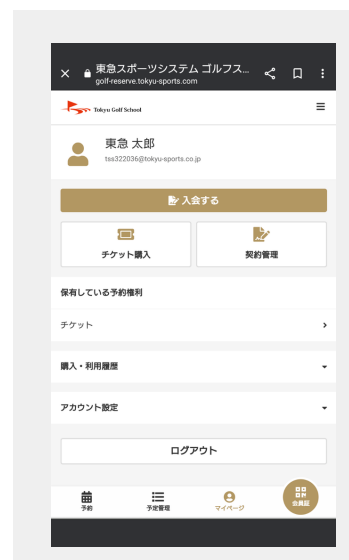 東急スポーツシステム ゴルフス...
golf-reserve.tokyu-sports.com
Tokyu Golf School
東急 太郎
tss322036@tokyu-sports.co.jp
入会する
チケット購入
契約管理
保有している予約権利
チケット
購入・利用履歴
アカウント設定
ログアウト
予約
予定管理
マイページ
会員証